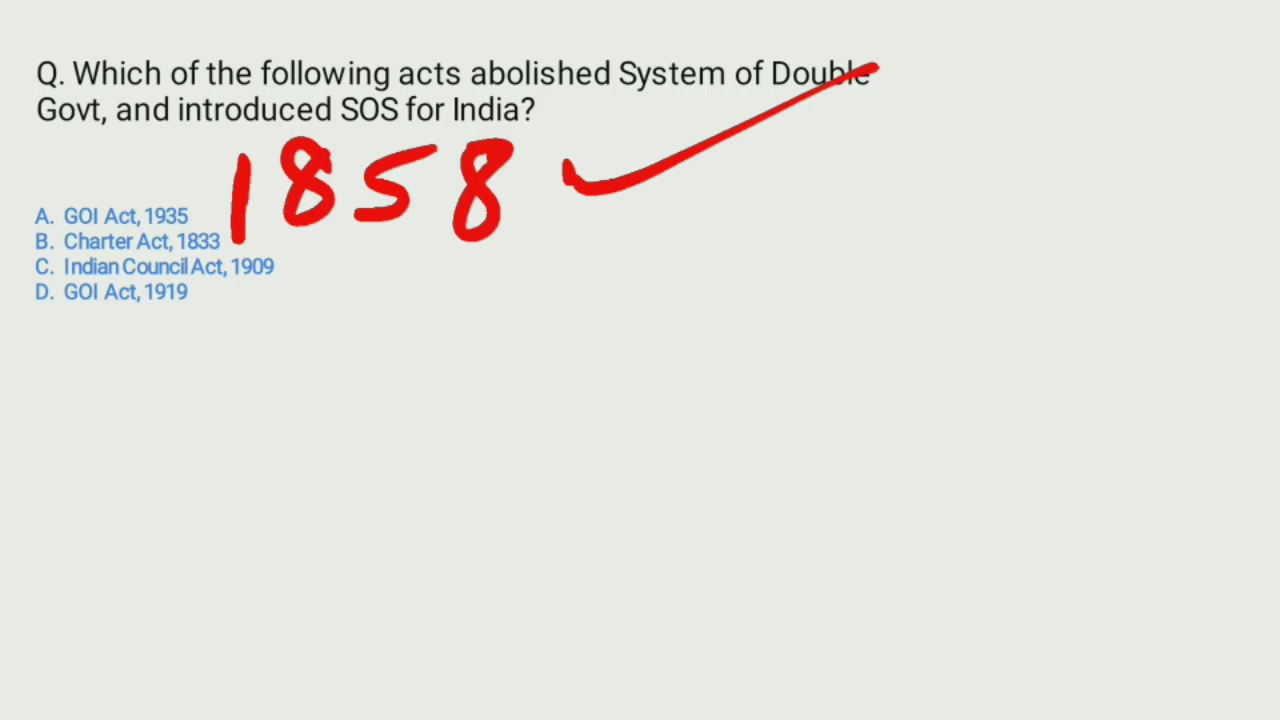 Q. Which of the following acts abolished System of Double
Govt, and introduced SOS for India?
1858
A. GOI Act, 1935
B. Charter Act, 1833
C. Indian Council Act, 1909
D. GOI Act, 1919